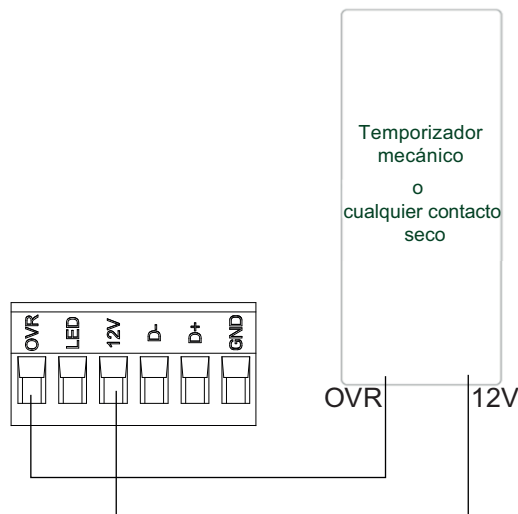 Temporizador
mecánico
o
cualquier contacto
seco
OVR
LED
12V
D-
D+
GND
OVR
12V